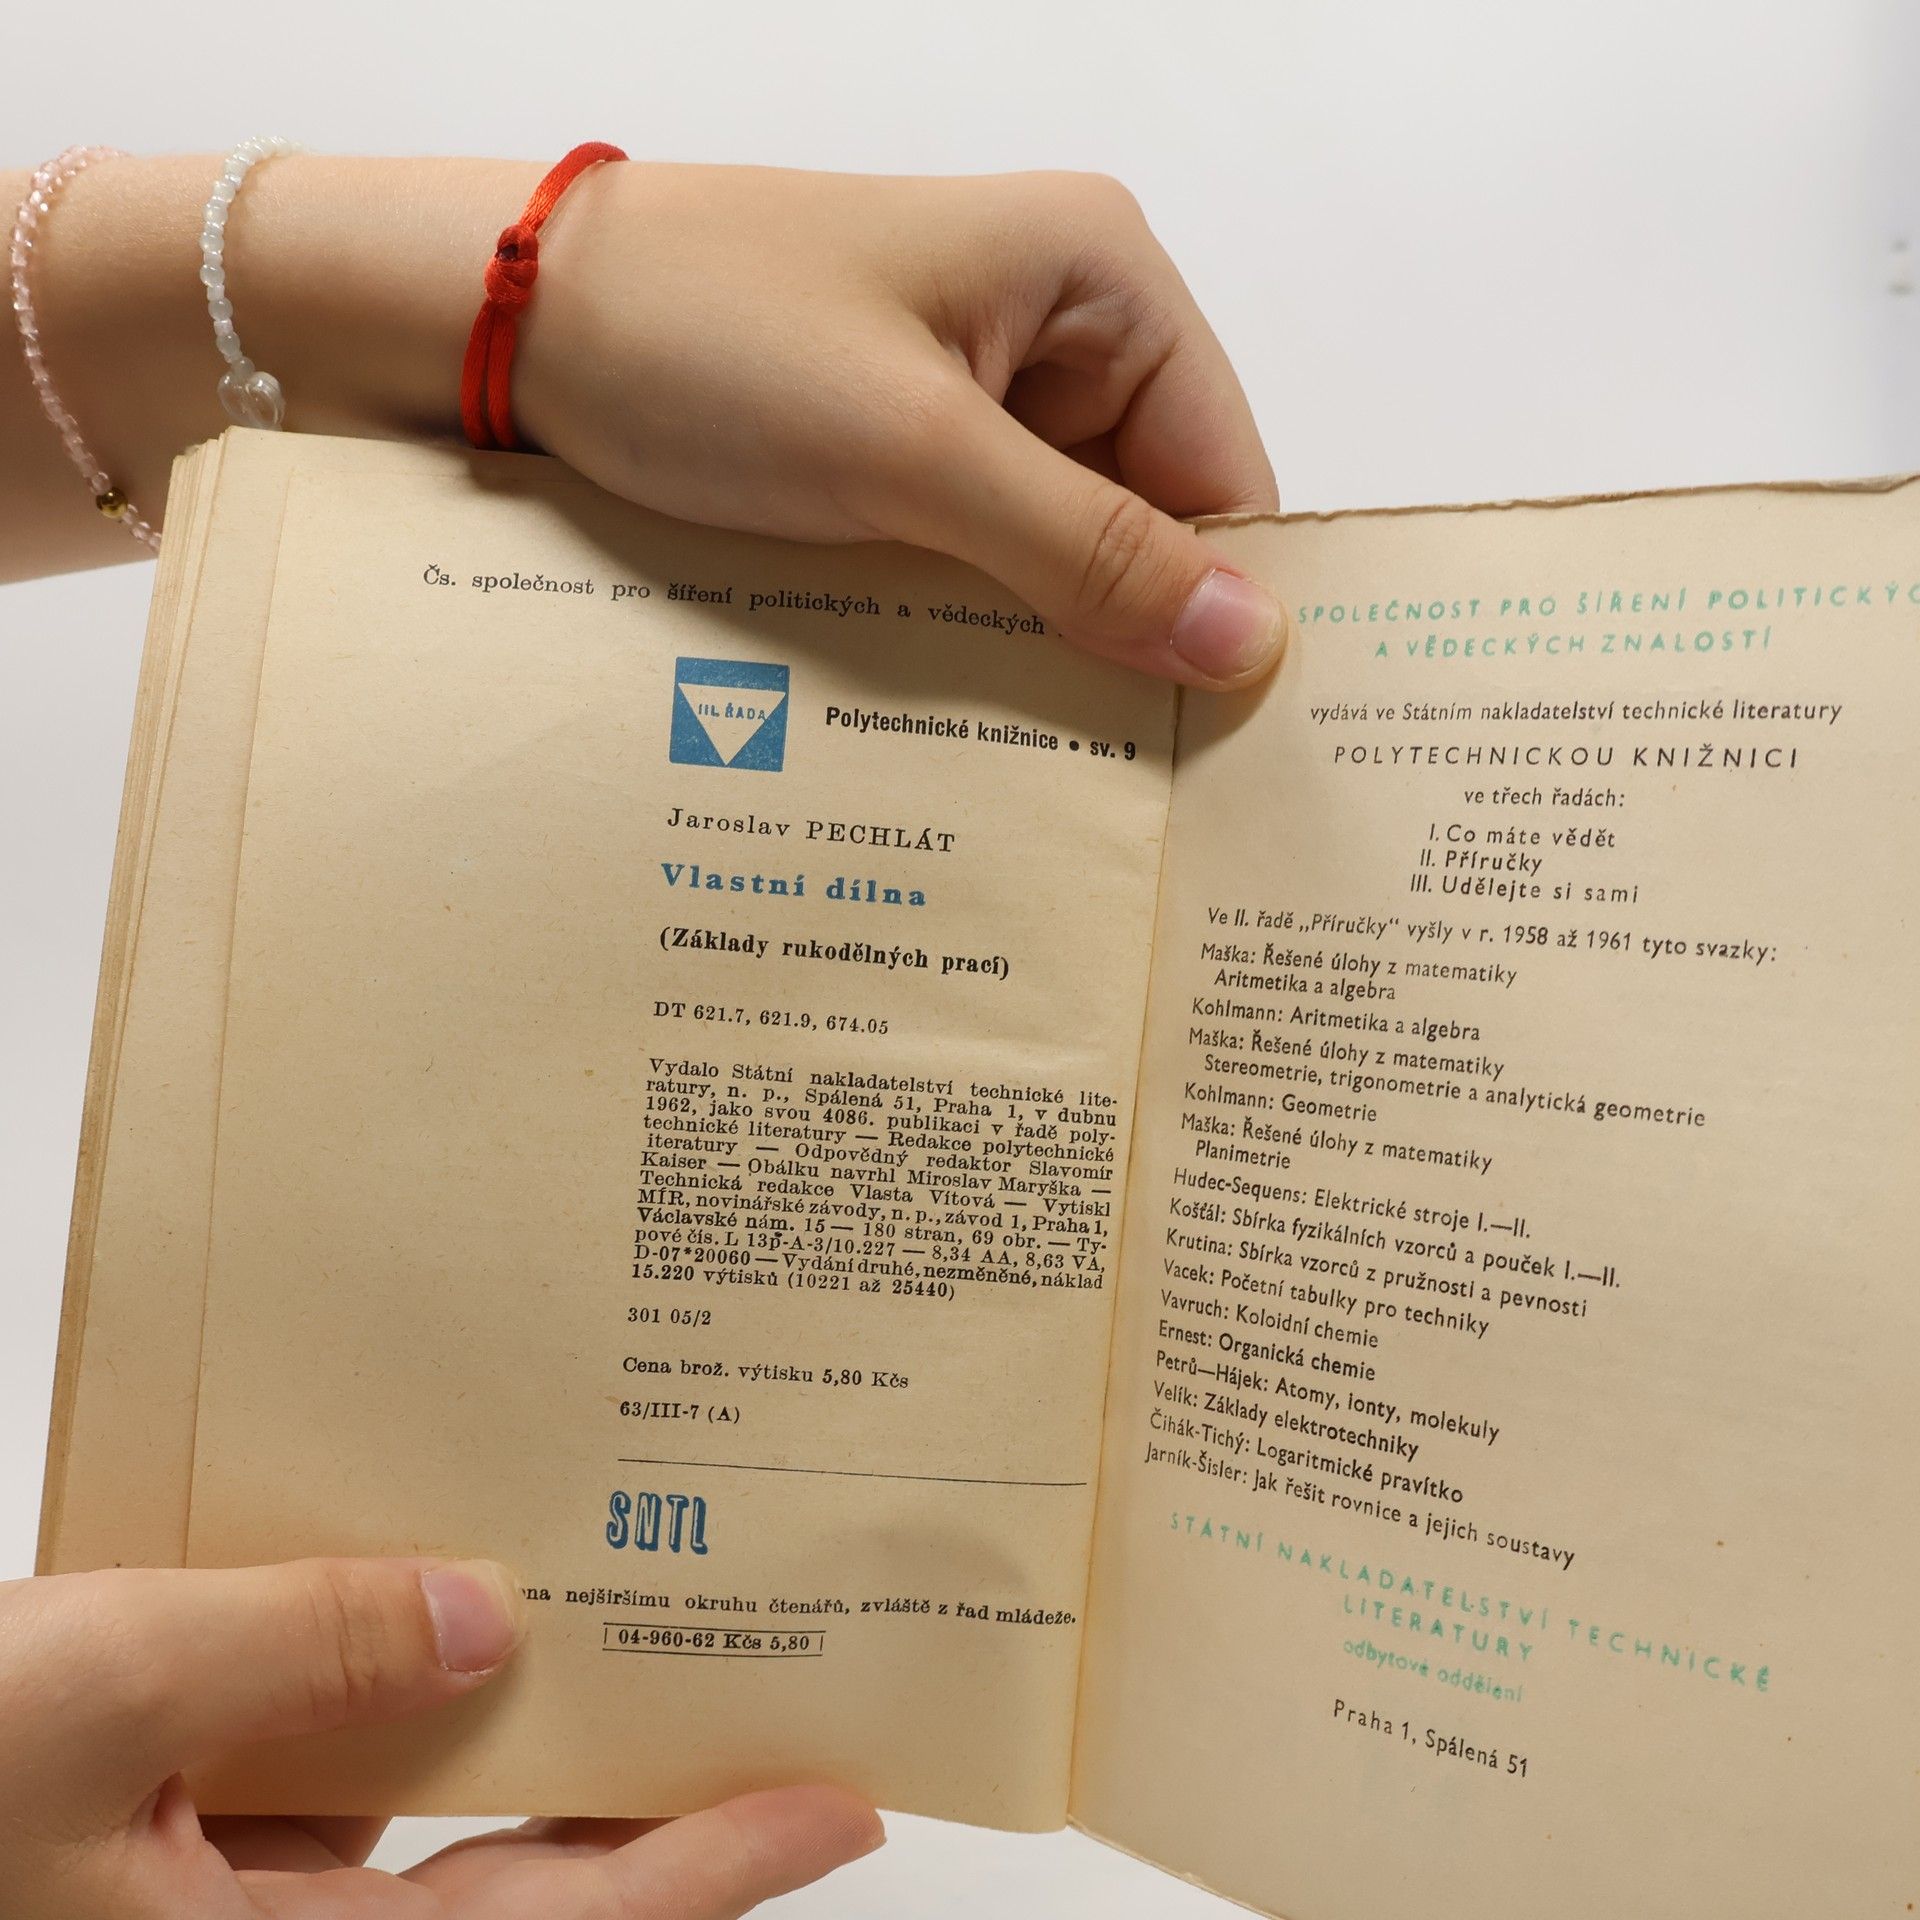 Čs. společnost pro šíření politických a vědeckých
III. ŘADA
Polytechnické knižnice • sv. 9
Jaroslav PECHLÁT
Vlastní dílna
(Základy rukodělných prací)
DT 621.7, 621.9, 674.05
Vydalo Státní nakladatelství technické lite-
ratury, n. p., Spálená 51, Praha 1, v dubnu
1962, jako svou 4086. publikaci v řadě poly-
technické literatury — Redakce polytechnické
iteratury — Odpovědný redaktor Slavomír
Kaiser — Obálku navrhl Miroslav Maryška —
Technická redakce Vlasta Vítová — Vytiskl
MÍR, novinářské závody, n. p., závod 1, Praha 1,
Václavské nám. 15 — 180 stran, 69 obr. — Ty-
pové čís. L 13p-A-3/10.227 — 8,34 AA, 8,63 VA,
D-07*20060 — Vydání druhé, nezměněné, náklad
15.220 výtisků (10221 až 25440)
301 05/2
Cena brož. výtisku 5,80 Kčs
63/III-7 (A)
SNTL
nejširšímu okruhu čtenářů, zvláště z řad mládeže.
04-960-62 Kčs 5,80
SPOLEČNOST PRO ŠÍŘENÍ POLITICKÝC
A VĚDECKÝCH ZNALOSTÍ
vydává ve Státním nakladatelství technické literatury
POLYTECHNICKOU KNIŽNICI
ve třech řadách:
I. Co máte vědět
II. Příručky
III. Udělejte si sami
Ve II. řadě „Příručky“ vyšly v r. 1958 až 1961 tyto svazky:
Maška: Řešené úlohy z matematiky
Aritmetika a algebra
Kohlmann: Aritmetika a algebra
Maška: Řešené úlohy z matematiky
Stereometrie, trigonometrie a analytická geometrie
Kohlmann: Geometrie
Maška: Řešené úlohy z matematiky
Planimetrie
Hudec-Sequens: Elektrické stroje I.—II.
Košťál: Sbírka fyzikálních vzorců a pouček I.—II.
Krutina: Sbírka vzorců z pružnosti a pevnosti
Vacek: Početní tabulky pro techniky
Vavruch: Koloidní chemie
Ernest: Organická chemie
Petrů—Hájek: Atomy, ionty, molekuly
Velík: Základy elektrotechniky
Čihák-Tichý: Logaritmické pravítko
Jarník-Šisler: Jak řešit rovnice a jejich soustavy
STÁTNÍ NAKLADATELSTVÍ TECHNICKÉ
LITERATURY
odbytové oddělení
Praha 1, Spálená 51